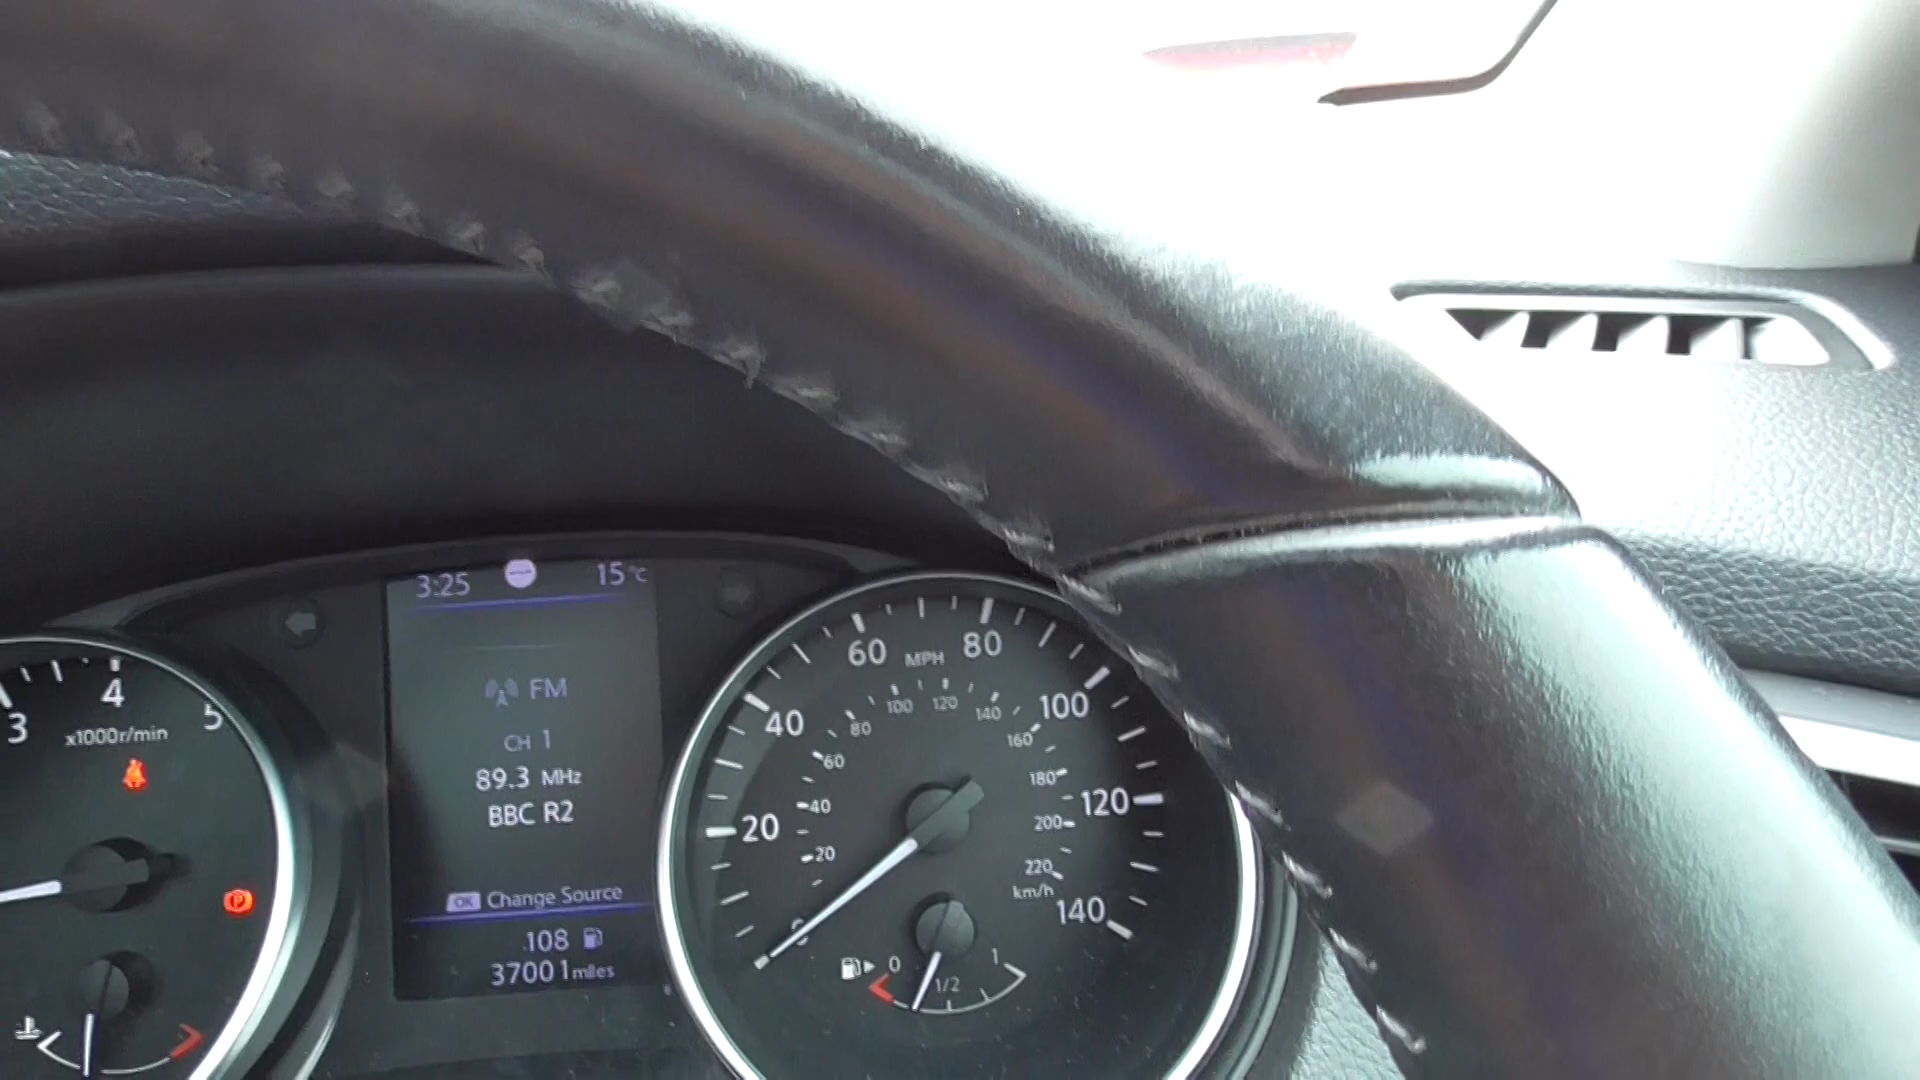 3:25 15°C
FM
CH 1
89.3 MHz
BBC R2
OK Change Source
108
37001 miles
3 4 5
x1000r/min
P
0 20 40 60 80 100 120 140
MPH
20 40 60 80 100 120 140 160 180 200 220
km/h
0 1/2 1